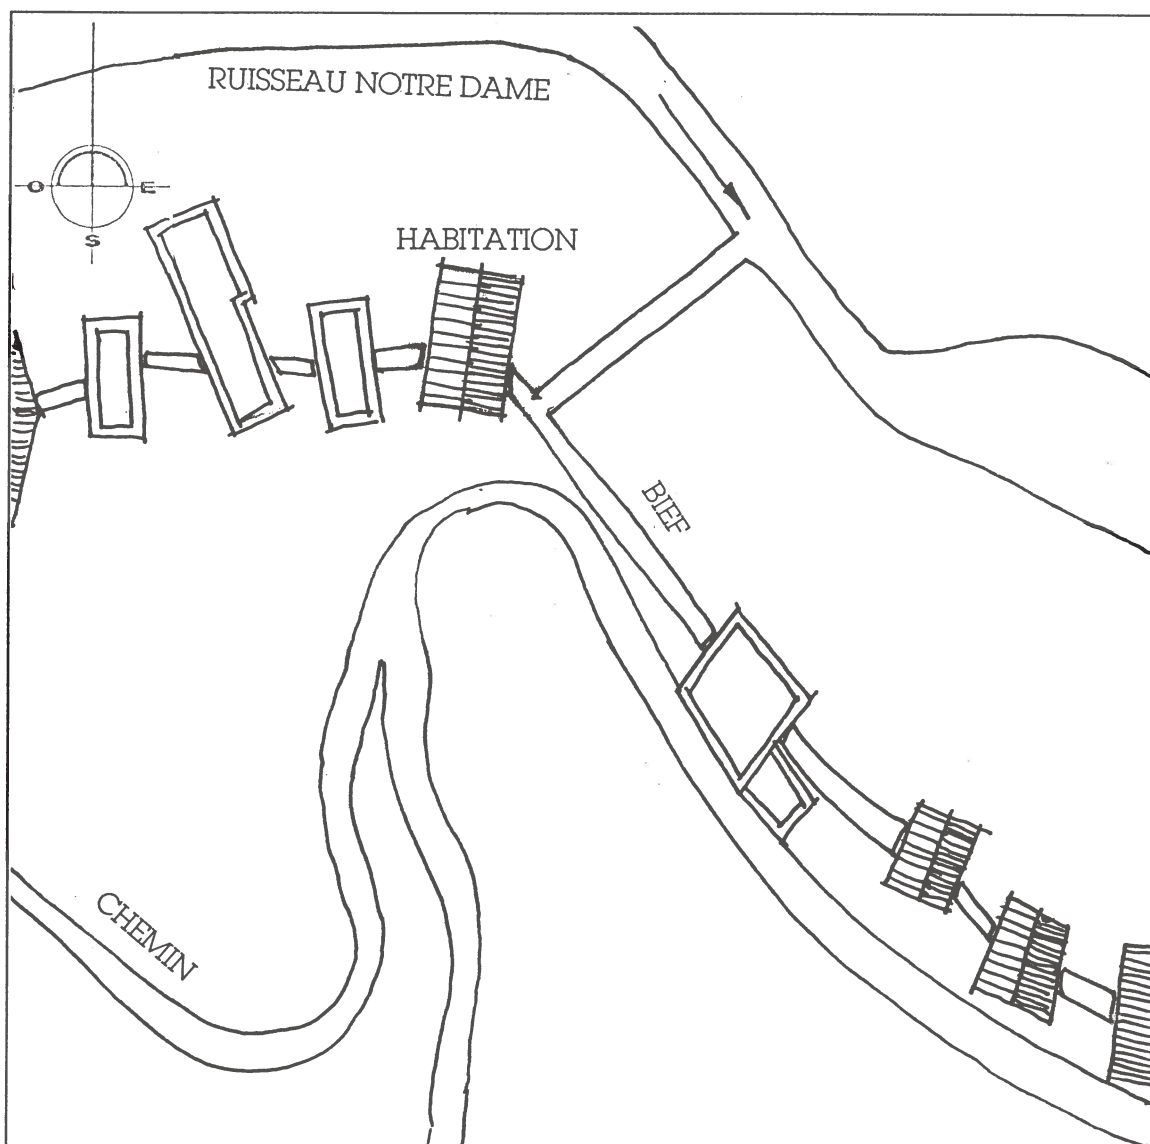 RUISSEAU NOTRE DAME
O E
S
HABITATION
BIEF
CHEMIN